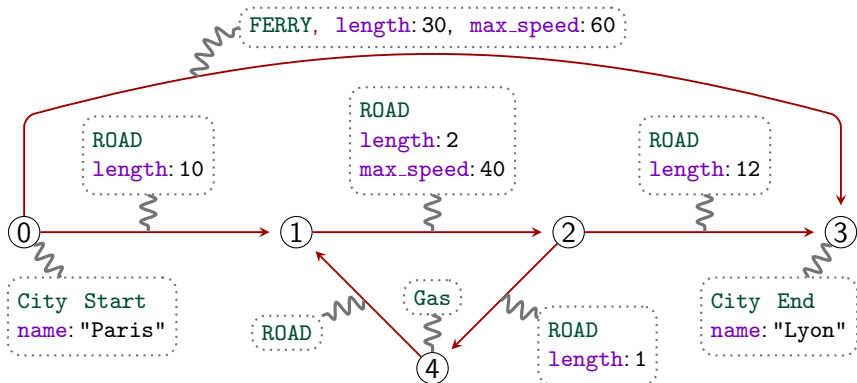 FERRY, length: 30, max_speed: 60
ROAD
length: 10
ROAD
length: 2
max_speed: 40
ROAD
length: 12
0
1
2
3
City Start
name: "Paris"
ROAD
Gas
ROAD
length: 1
City End
name: "Lyon"
4